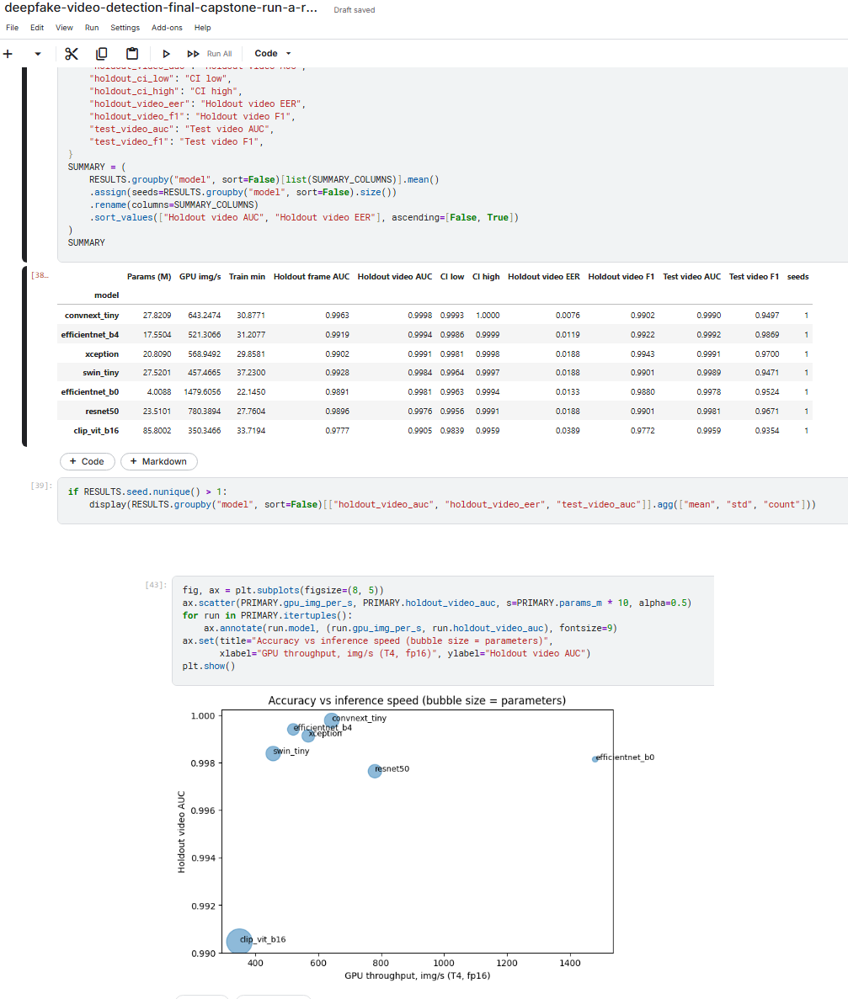 deepfake-video-detection-final-capstone-run-a-r... Draft saved
File Edit View Run Settings Add-ons Help
+ Run All Code
"holdout_ci_low": "CI low",
"holdout_ci_high": "CI high",
"holdout_video_eer": "Holdout video EER",
"holdout_video_f1": "Holdout video F1",
"test_video_auc": "Test video AUC",
"test_video_f1": "Test video F1",
}
SUMMARY = (
RESULTS.groupby("model", sort=False)[list(SUMMARY_COLUMNS)].mean()
.assign(seeds=RESULTS.groupby("model", sort=False).size())
.rename(columns=SUMMARY_COLUMNS)
.sort_values(["Holdout video AUC", "Holdout video EER"], ascending=[False, True])
)
SUMMARY
[38…
Params (M) GPU img/s Train min Holdout frame AUC Holdout video AUC CI low CI high Holdout video EER Holdout video F1 Test video AUC Test video F1 seeds
model
convnext_tiny 27.8209 643.2474 30.8771 0.9963 0.9998 0.9993 1.0000 0.0076 0.9902 0.9990 0.9497 1
efficientnet_b4 17.5504 521.3066 31.2077 0.9919 0.9994 0.9986 0.9999 0.0119 0.9922 0.9992 0.9869 1
xception 20.8090 568.9492 29.8581 0.9902 0.9991 0.9981 0.9998 0.0188 0.9943 0.9991 0.9700 1
swin_tiny 27.5201 457.4665 37.2300 0.9928 0.9984 0.9964 0.9997 0.0188 0.9901 0.9989 0.9471 1
efficientnet_b0 4.0088 1479.6056 22.1450 0.9891 0.9981 0.9963 0.9994 0.0133 0.9880 0.9978 0.9524 1
resnet50 23.5101 780.3894 27.7604 0.9896 0.9976 0.9956 0.9991 0.0188 0.9901 0.9981 0.9671 1
clip_vit_b16 85.8002 350.3466 33.7194 0.9777 0.9905 0.9839 0.9959 0.0389 0.9772 0.9959 0.9354 1
+ Code + Markdown
[39]:
if RESULTS.seed.nunique() > 1:
display(RESULTS.groupby("model", sort=False)[["holdout_video_auc", "holdout_video_eer", "test_video_auc"]].agg(["mean", "std", "count"]))
[43]:
fig, ax = plt.subplots(figsize=(8, 5))
ax.scatter(PRIMARY.gpu_img_per_s, PRIMARY.holdout_video_auc, s=PRIMARY.params_m * 10, alpha=0.5)
for run in PRIMARY.itertuples():
ax.annotate(run.model, (run.gpu_img_per_s, run.holdout_video_auc), fontsize=9)
ax.set(title="Accuracy vs inference speed (bubble size = parameters)",
xlabel="GPU throughput, img/s (T4, fp16)", ylabel="Holdout video AUC")
plt.show()
Accuracy vs inference speed (bubble size = parameters)
1.000
convnext_tiny
efficientnet_b4
xception
swin_tiny
efficientnet_b0
0.998
resnet50
0.996
Holdout video AUC
0.994
0.992
clip_vit_b16
0.990
400 600 800 1000 1200 1400
GPU throughput, img/s (T4, fp16)